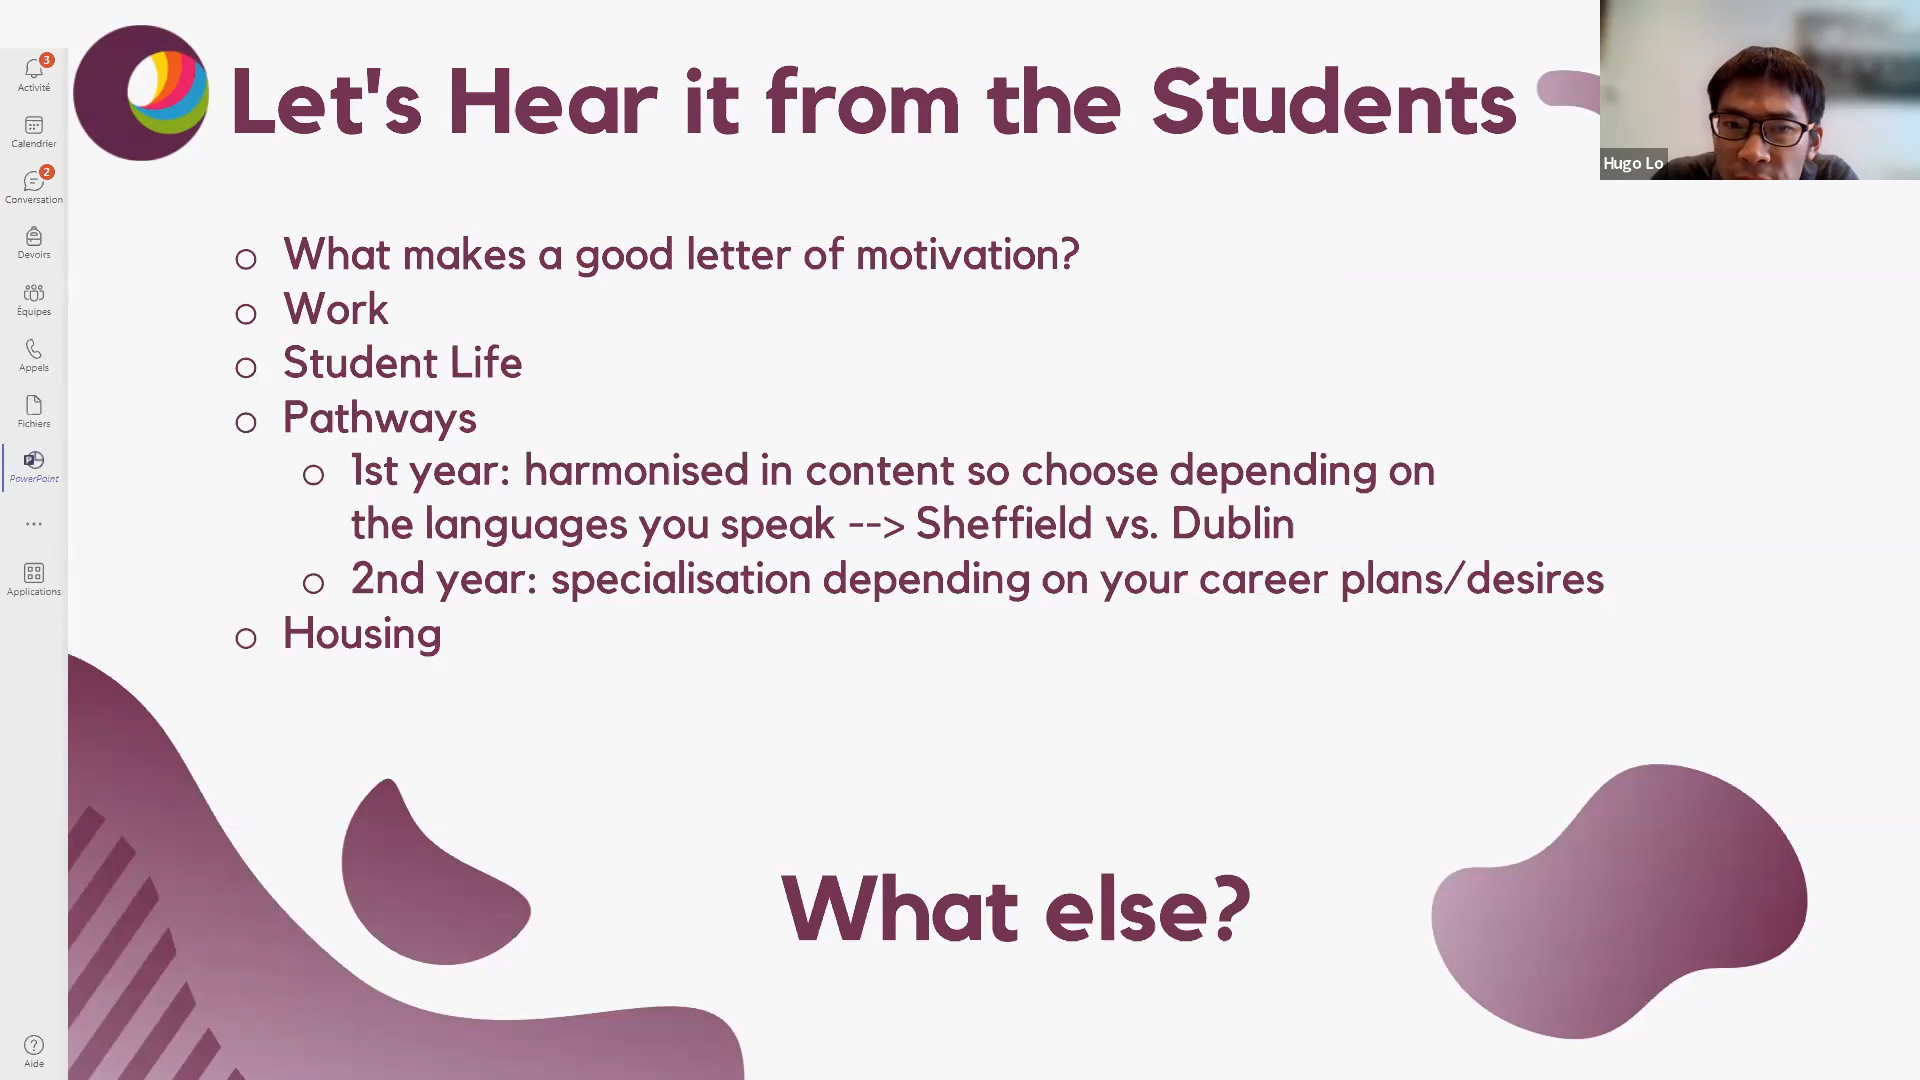 Let's Hear it from the Students
Hugo Lo
3
Activité
Calendrier
2
Conversation
Devoirs
Équipes
Appels
Fichiers
P
PowerPoint
...
Applications
? 
Aide
o What makes a good letter of motivation?
o Work
o Student Life
o Pathways
o 1st year: harmonised in content so choose depending on
the languages you speak --> Sheffield vs. Dublin
o 2nd year: specialisation depending on your career plans/desires
o Housing
What else?